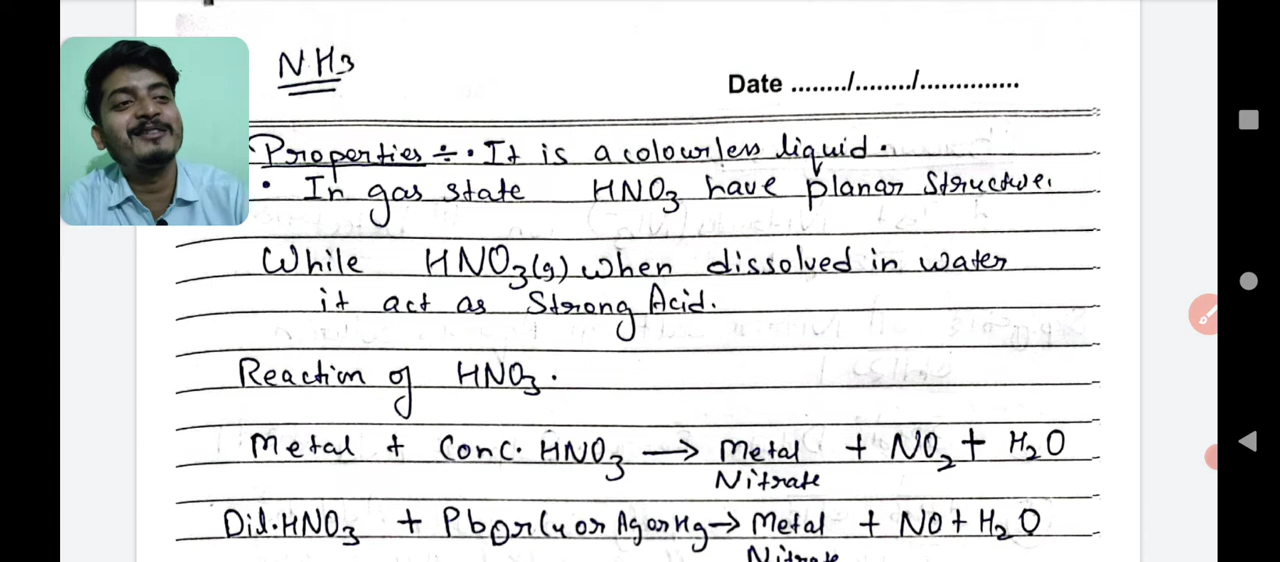 NH3
Date ......../......../..............
Properties ÷ • It is a colourless liquid.
• In gas state HNO3 have planar Structure.
While HNO3(g) when dissolved in water
it act as Strong Acid.
Reaction of HNO3.
Metal + Conc. HNO3 → Metal + NO2 + H2O
Nitrate
Dil. HNO3 + Pb or Cu or Ag or Hg → Metal + NO + H2O
Nitrate